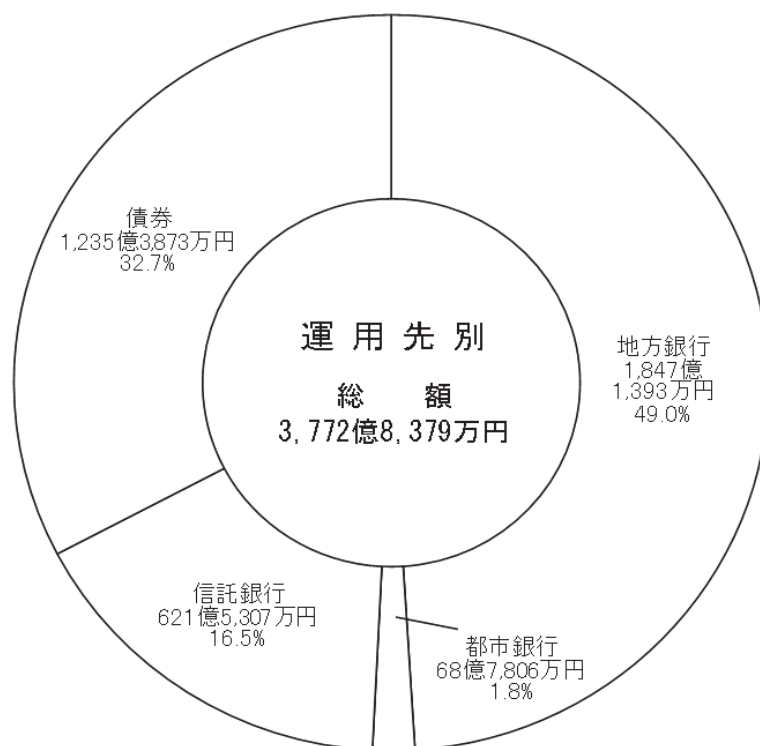 債券
1,235億3,873万円
32.7%
運用先別
総額
3,772億8,379万円
地方銀行
1,847億
1,393万円
49.0%
信託銀行
621億5,307万円
16.5%
都市銀行
68億7,806万円
1.8%